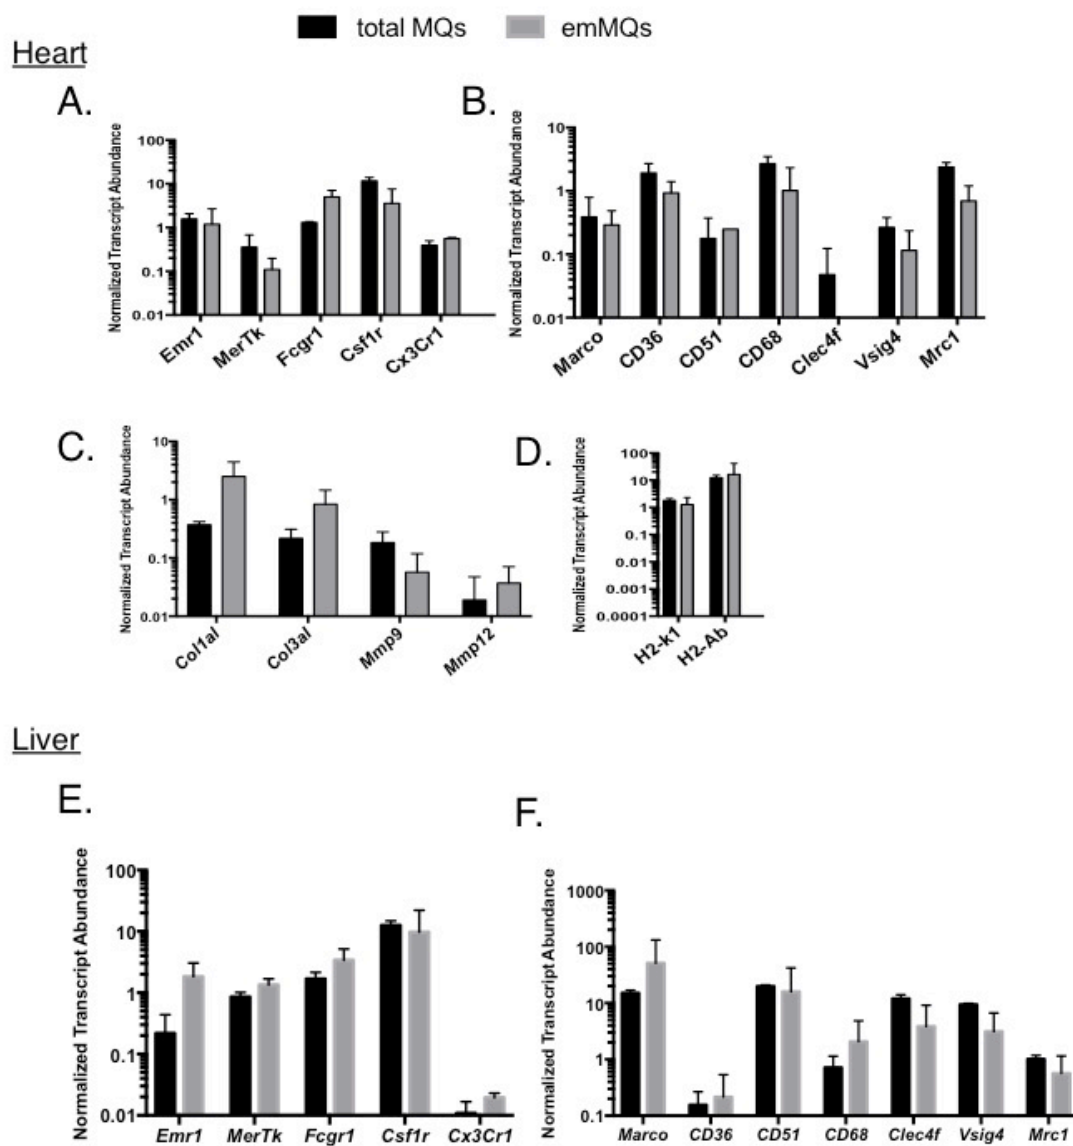 total MQs emMQs
Heart
A.
Normalized Transcript Abundance
100
10
1
0.1
0.01
Emr1 MerTk Fcgr1 Csf1r Cx3Cr1
B.
Normalized Transcript Abundance
10
1
0.1
0.01
Marco CD36 CD51 CD68 Clec4f Vsig4 Mrc1
C.
Normalized Transcript Abundance
10
1
0.1
0.01
Col1al Col3al Mmp9 Mmp12
D.
Normalized Transcript Abundance
100
10
1
0.1
0.01
0.001
0.0001
H2-k1 H2-Ab
Liver
E.
Normalized Transcript Abundance
100
10
1
0.1
0.01
Emr1 MerTk Fcgr1 Csf1r Cx3Cr1
F.
Normalized Transcript Abundance
1000
100
10
1
0.1
Marco CD36 CD51 CD68 Clec4f Vsig4 Mrc1